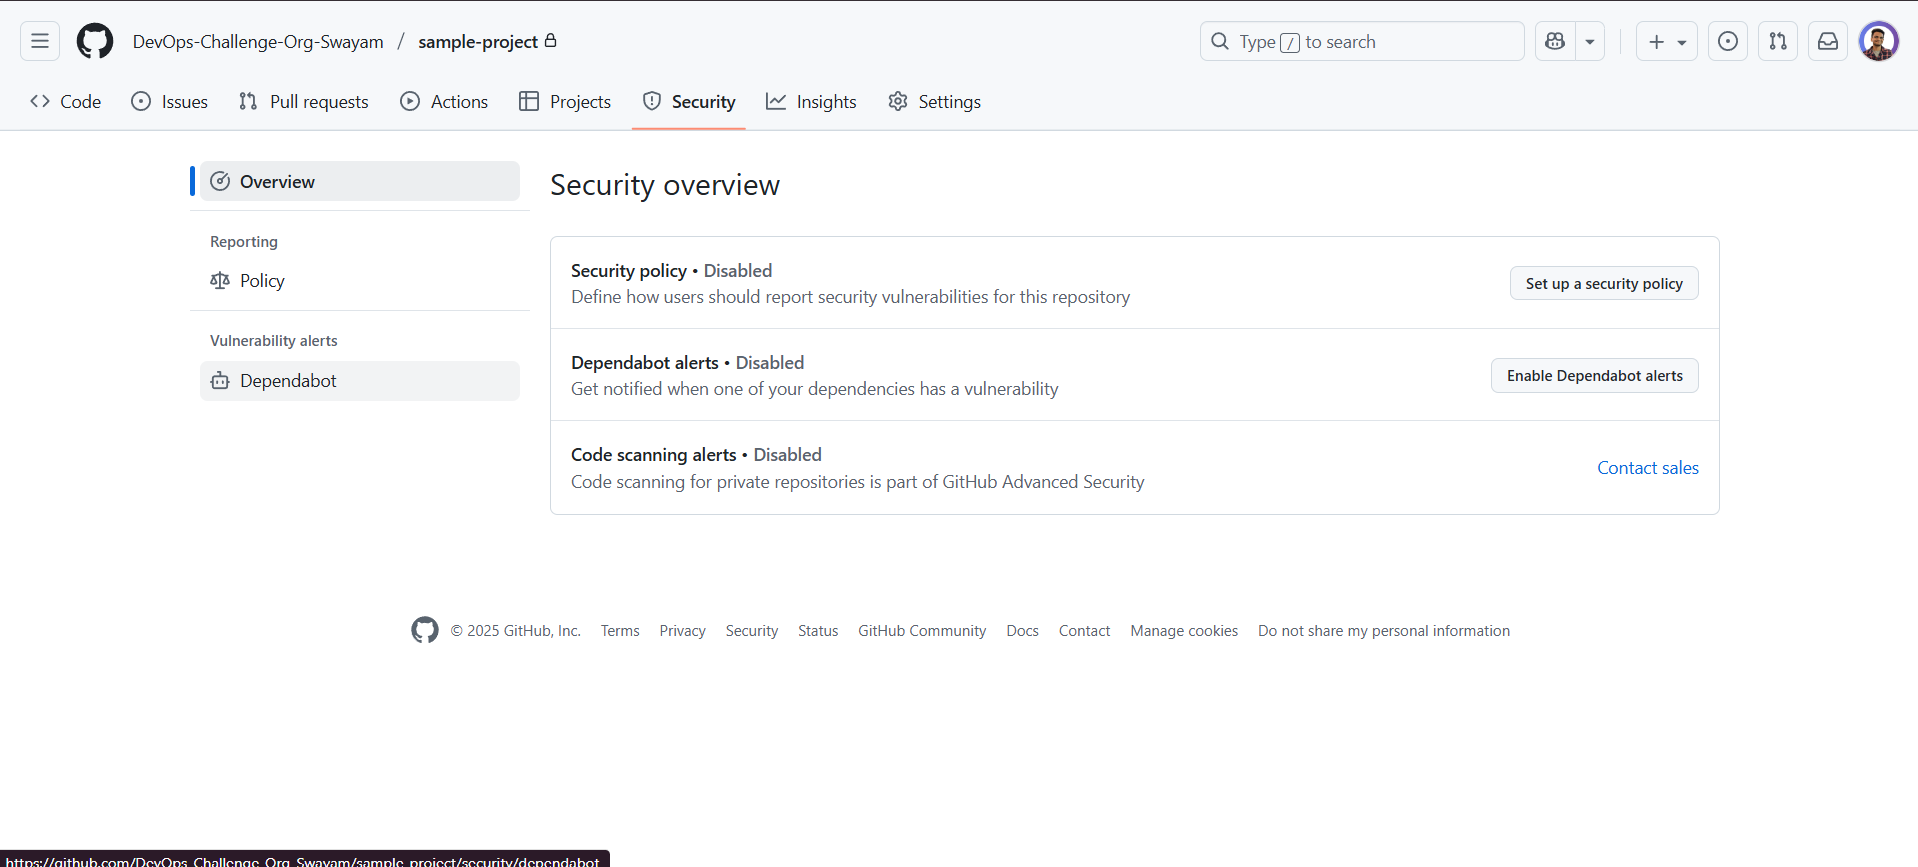 DevOps-Challenge-Org-Swayam / sample-project
Type / to search
Code Issues Pull requests Actions Projects Security Insights Settings
Overview
Reporting
Policy
Vulnerability alerts
Dependabot
Security overview
Security policy • Disabled
Define how users should report security vulnerabilities for this repository
Set up a security policy
Dependabot alerts • Disabled
Get notified when one of your dependencies has a vulnerability
Enable Dependabot alerts
Code scanning alerts • Disabled
Code scanning for private repositories is part of GitHub Advanced Security
Contact sales
© 2025 GitHub, Inc. Terms Privacy Security Status GitHub Community Docs Contact Manage cookies Do not share my personal information
https://github.com/DevOps-Challenge-Org-Swayam/sample-project/security/dependabot